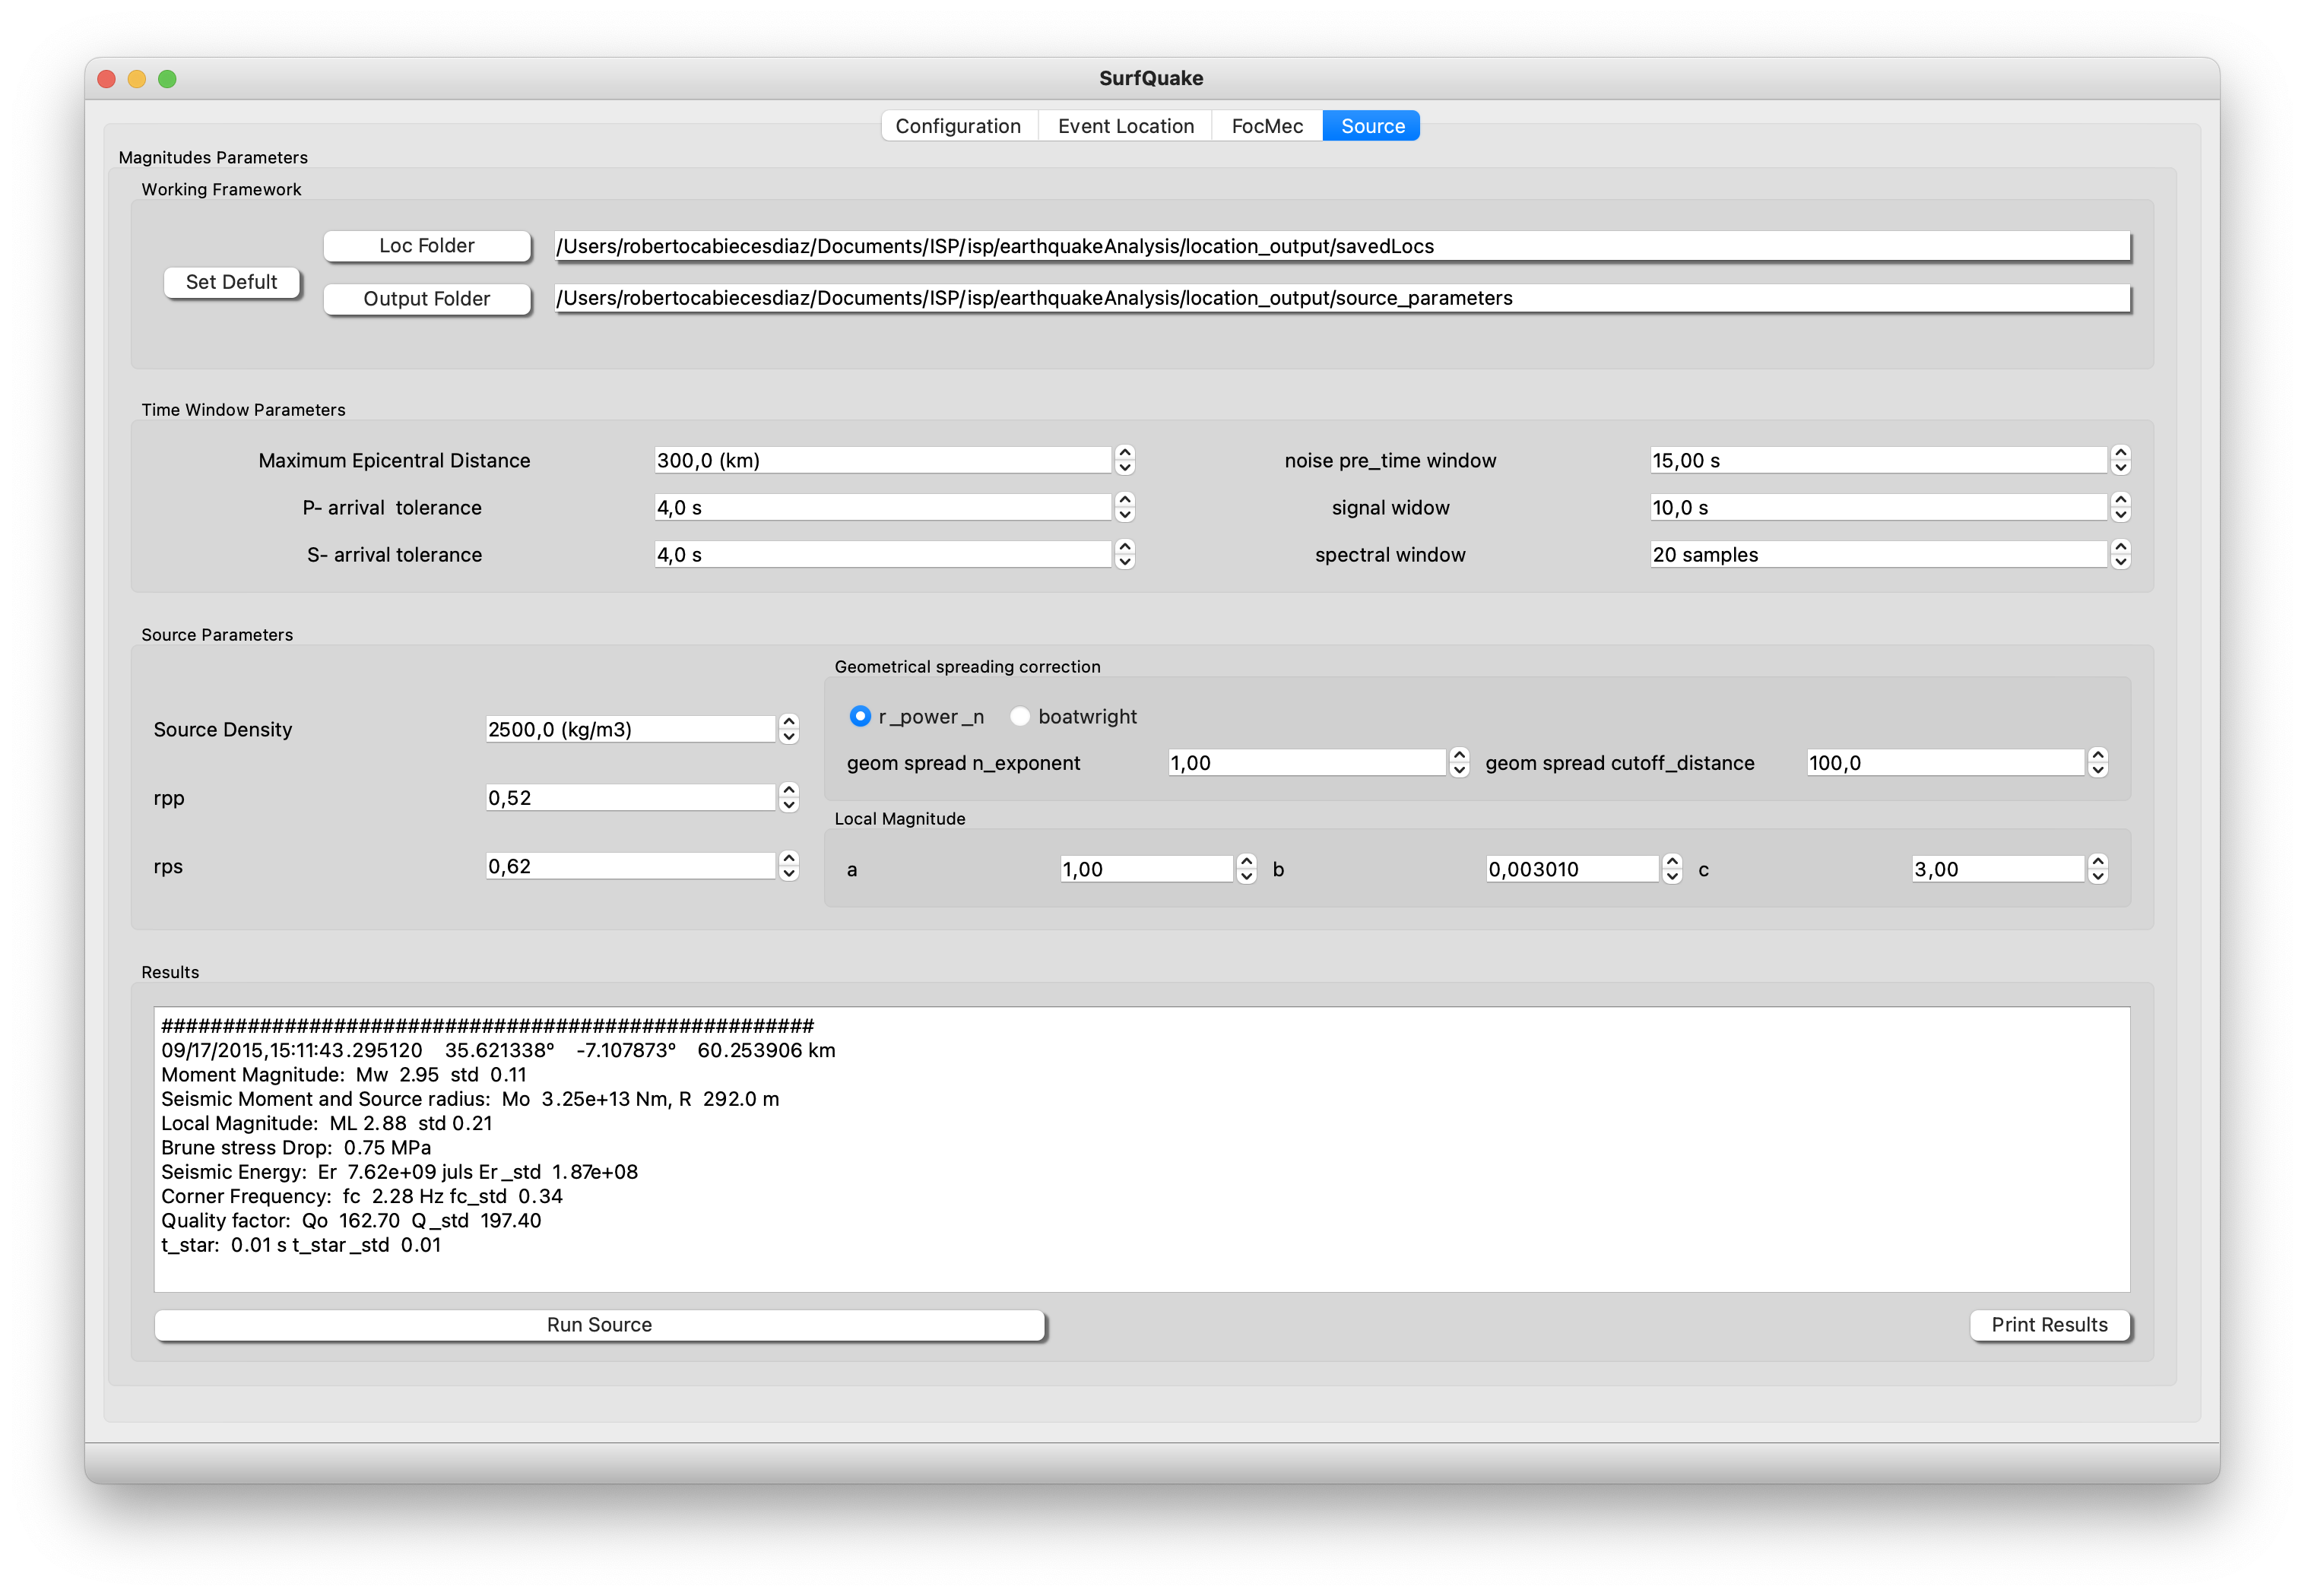 SurfQuake
Configuration Event Location FocMec Source
Magnitudes Parameters
Working Framework
Loc Folder /Users/robertocabiecesdiaz/Documents/ISP/isp/earthquakeAnalysis/location_output/savedLocs
Set Defult
Output Folder /Users/robertocabiecesdiaz/Documents/ISP/isp/earthquakeAnalysis/location_output/source_parameters
Time Window Parameters
Maximum Epicentral Distance 300,0 (km) noise pre_time window 15,00 s
P- arrival tolerance 4,0 s signal widow 10,0 s
S- arrival tolerance 4,0 s spectral window 20 samples
Source Parameters
Geometrical spreading correction
r_power_n boatwright
Source Density 2500,0 (kg/m3)
geom spread n_exponent 1,00 geom spread cutoff_distance 100,0
rpp 0,52
Local Magnitude
rps 0,62
a 1,00 b 0,003010 c 3,00
Results
#####################################################
09/17/2015,15:11:43.295120 35.621338° -7.107873° 60.253906 km
Moment Magnitude: Mw 2.95 std 0.11
Seismic Moment and Source radius: Mo 3.25e+13 Nm, R 292.0 m
Local Magnitude: ML 2.88 std 0.21
Brune stress Drop: 0.75 MPa
Seismic Energy: Er 7.62e+09 juls Er_std 1.87e+08
Corner Frequency: fc 2.28 Hz fc_std 0.34
Quality factor: Qo 162.70 Q_std 197.40
t_star: 0.01 s t_star_std 0.01
Run Source Print Results